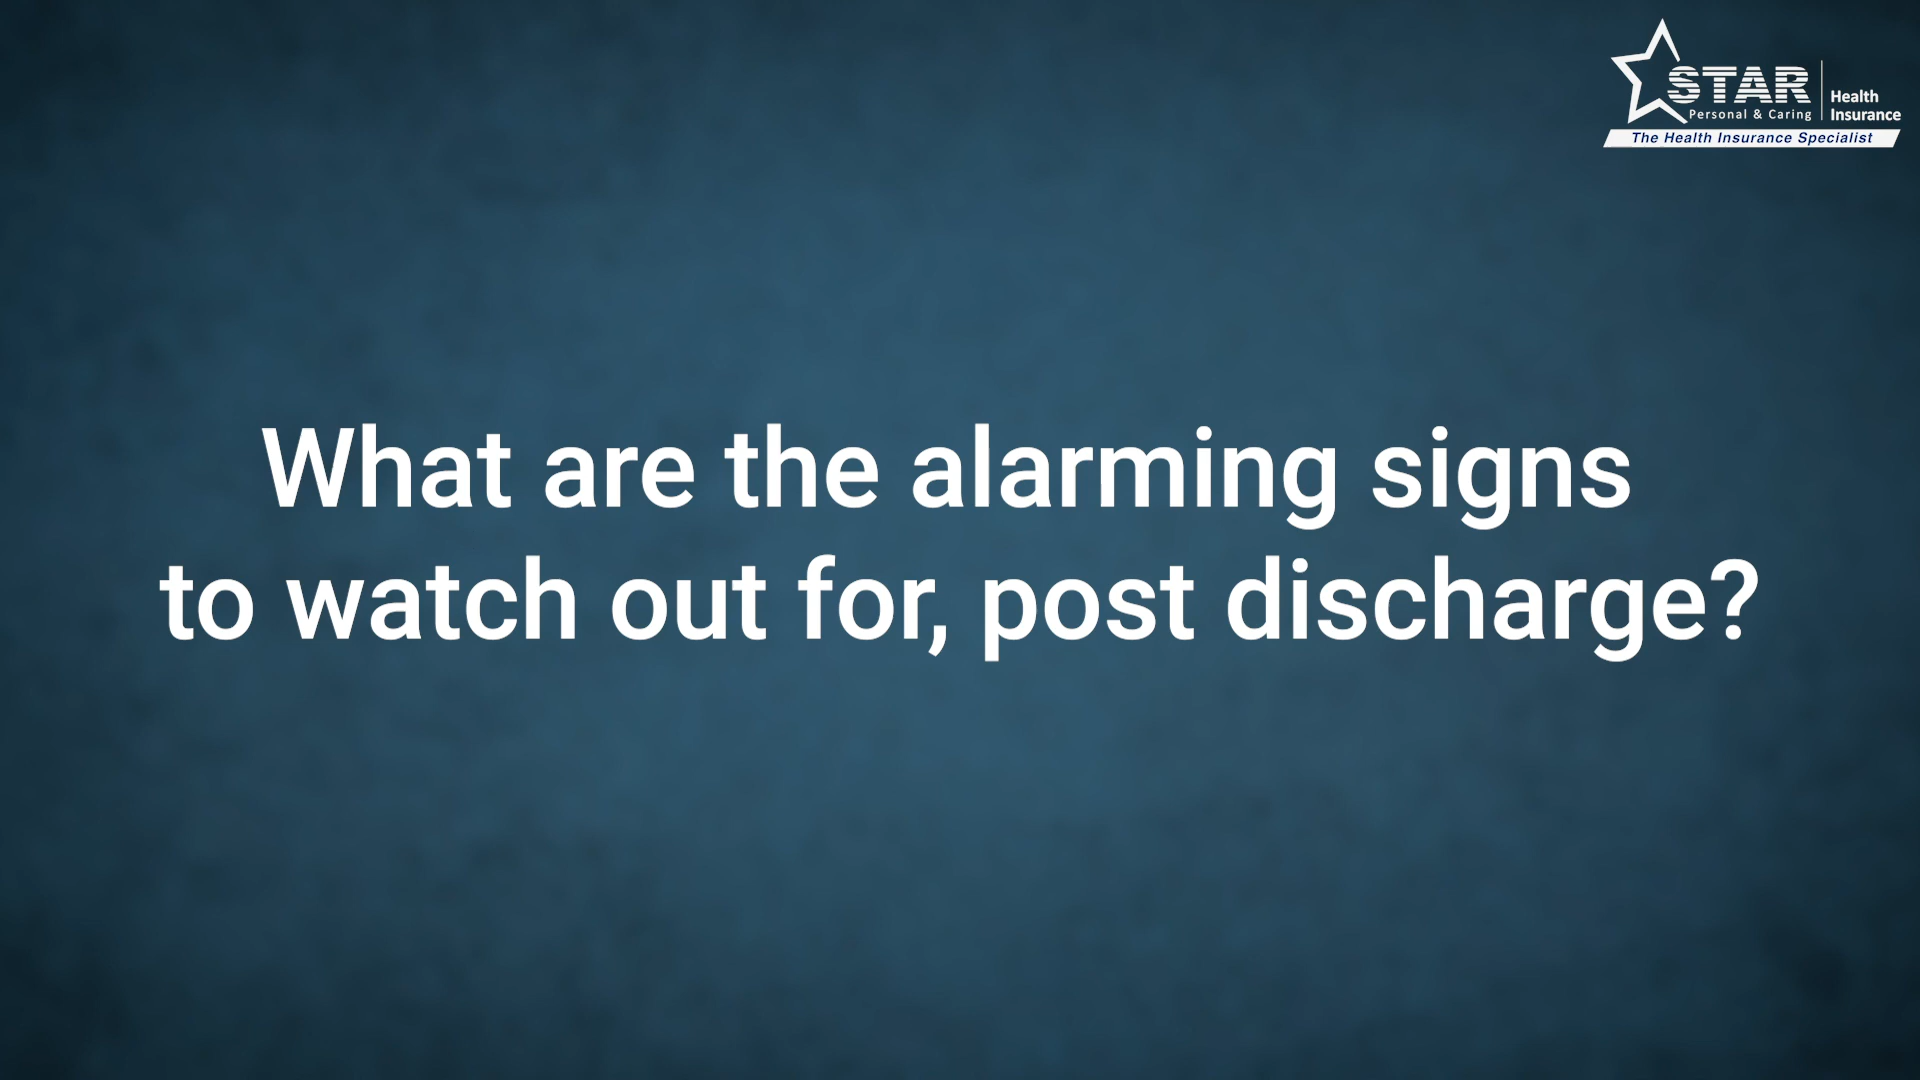 STAR
Personal & Caring
Health
Insurance
The Health Insurance Specialist
What are the alarming signs
to watch out for, post discharge?